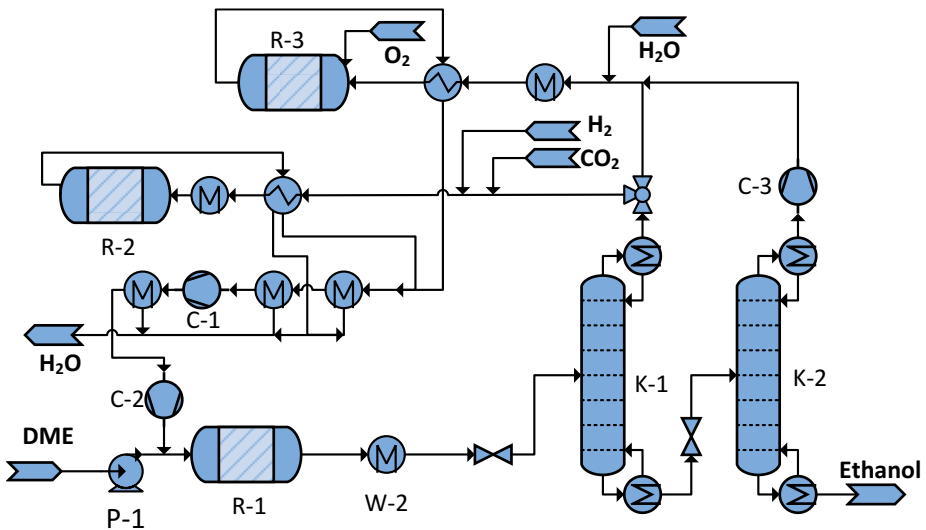 R-3
O₂
H₂O
H₂
CO₂
C-3
R-2
C-1
H₂O
K-1
K-2
C-2
DME
Ethanol
P-1
R-1
W-2